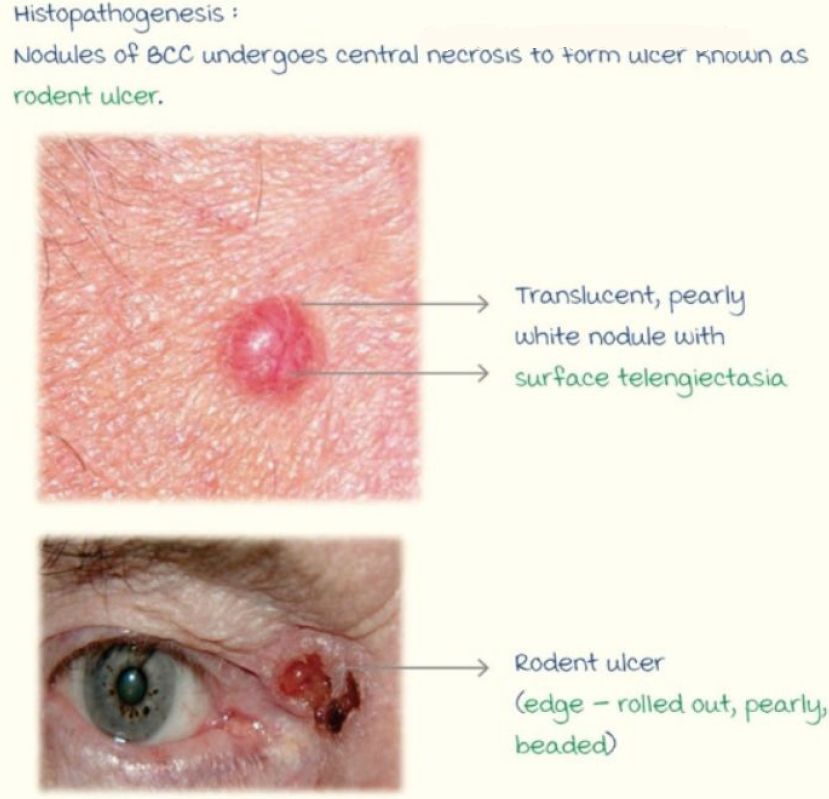 Histopathogenesis :
Nodules of BCC undergoes central necrosis to form ulcer known as
rodent ulcer.
Translucent, pearly
white nodule with
surface telengiectasia
Rodent ulcer
(edge – rolled out, pearly,
beaded)